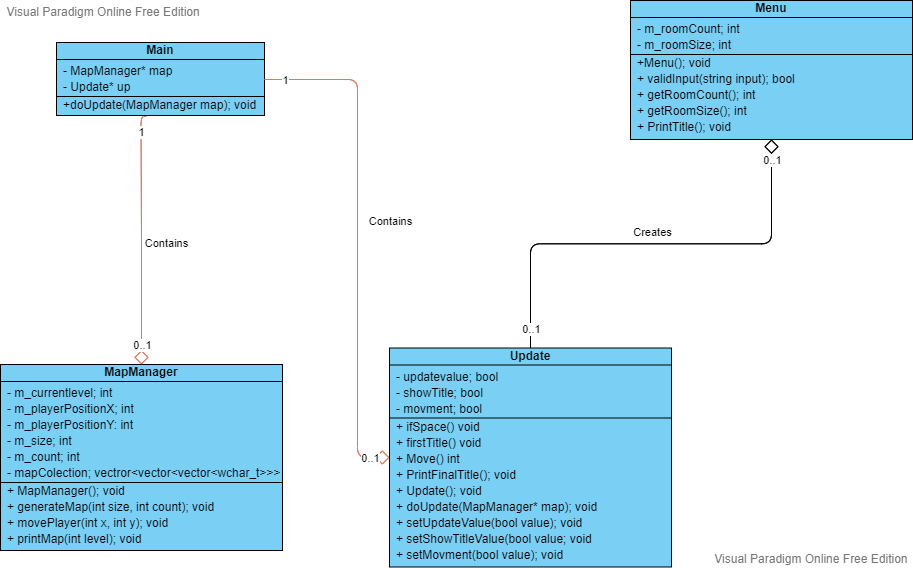 Visual Paradigm Online Free Edition
Main
- MapManager* map
- Update* up
+doUpdate(MapManager map); void
1
1
Contains
0..1
Contains
0..1
Menu
- m_roomCount; int
- m_roomSize; int
+Menu(); void
+ validInput(string input); bool
+ getRoomCount(); int
+ getRoomSize(); int
+ PrintTitle(); void
0..1
Creates
0..1
MapManager
- m_currentlevel; int
- m_playerPositionX; int
- m_playerPositionY: int
- m_size; int
- m_count; int
- mapColection; vectror<vector<vector<wchar_t>>>
+ MapManager(); void
+ generateMap(int size, int count); void
+ movePlayer(int x, int y); void
+ printMap(int level); void
Update
- updatevalue; bool
- showTitle; bool
- movment; bool
+ ifSpace() void
+ firstTitle() void
+ Move() int
+ PrintFinalTitle(); void
+ Update(); void
+ doUpdate(MapManager* map); void
+ setUpdateValue(bool value); void
+ setShowTitleValue(bool value; void
+ setMovment(bool value); void
Visual Paradigm Online Free Edition